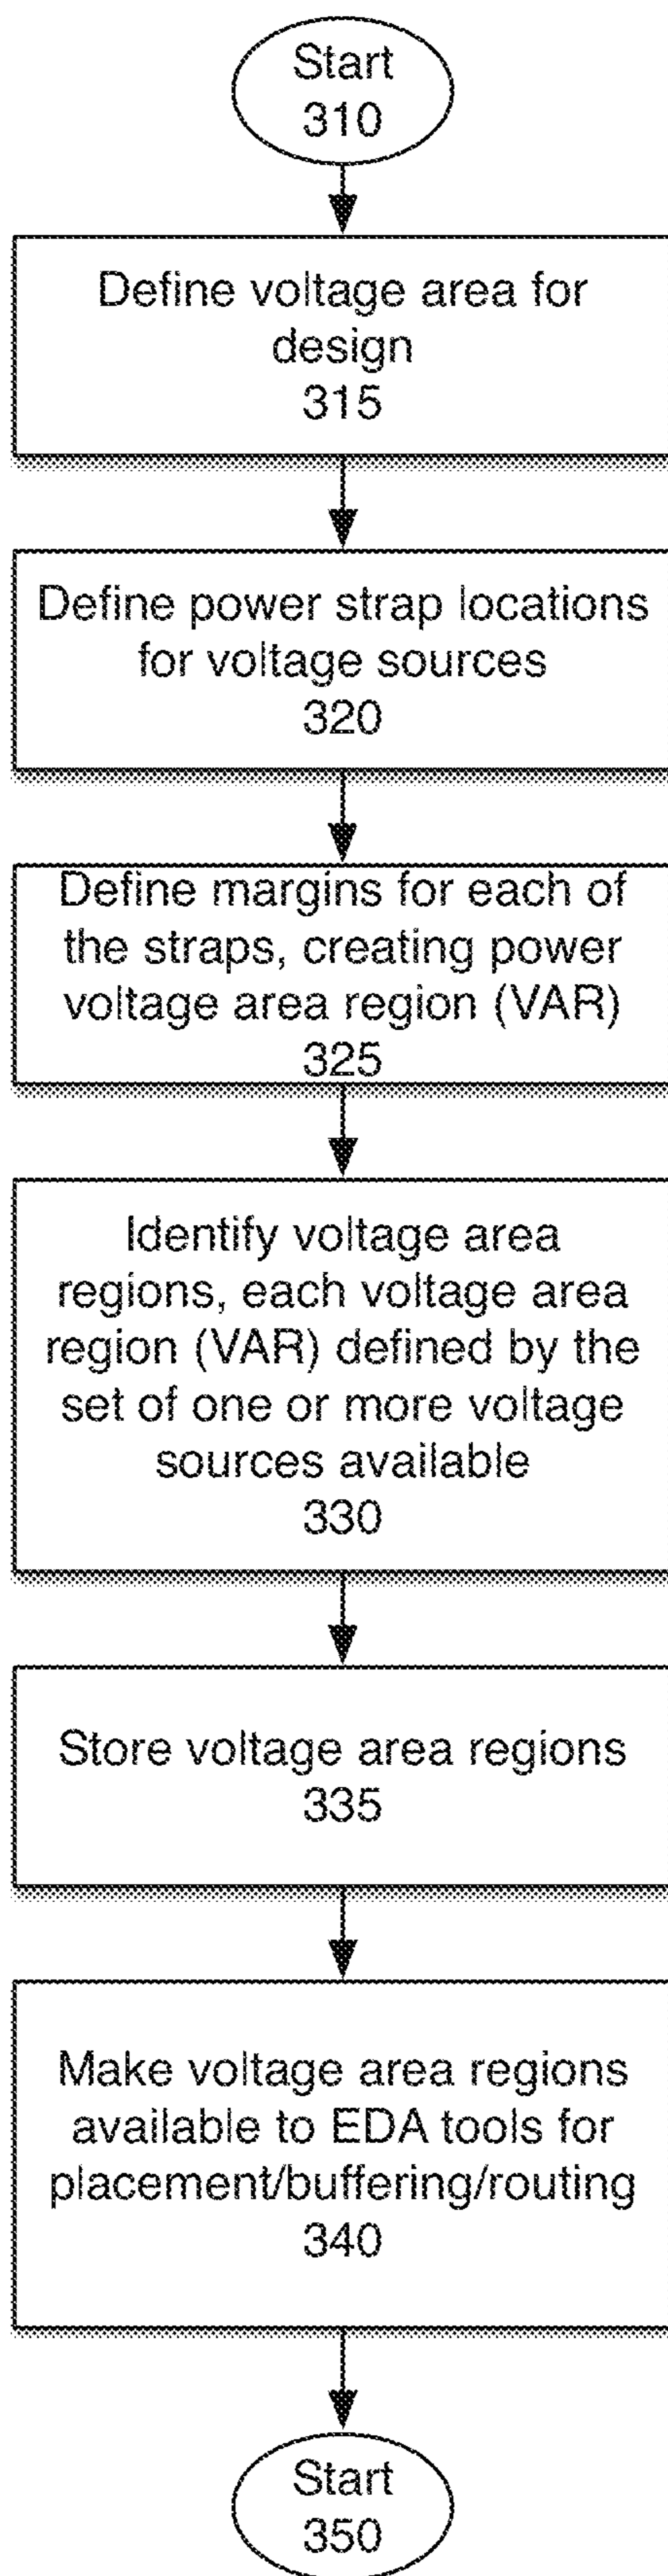 Start
310
Define voltage area for
design
315
Define power strap locations
for voltage sources
320
Define margins for each of
the straps, creating power
voltage area region (VAR)
325
Identify voltage area
regions, each voltage area
region (VAR) defined by the
set of one or more voltage
sources available
330
Store voltage area regions
335
Make voltage area regions
available to EDA tools for
placement/buffering/routing
340
Start
350